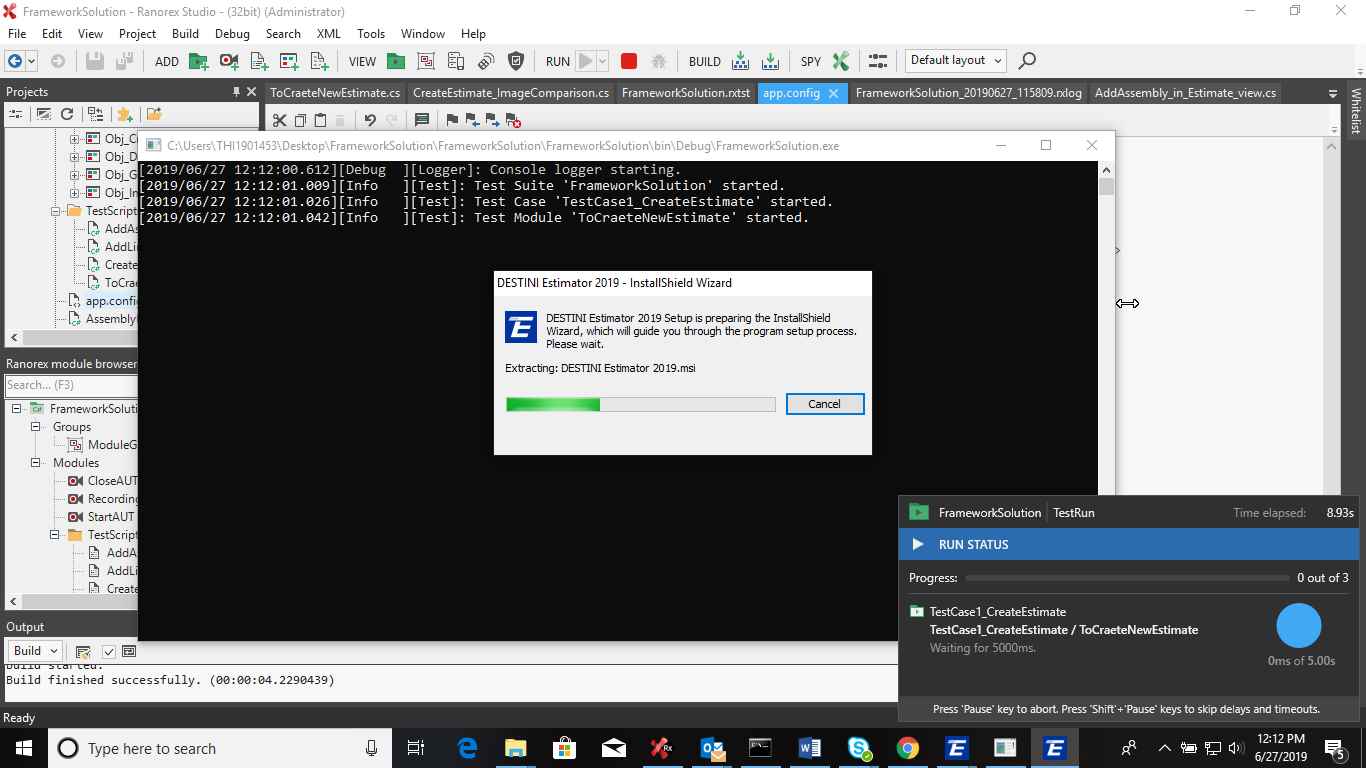 FrameworkSolution - Ranorex Studio - (32bit) (Administrator)
File Edit View Project Build Debug Search XML Tools Window Help
ADD VIEW RUN BUILD SPY Default layout
Projects
ToCraeteNewEstimate.cs CreateEstimate_ImageComparison.cs FrameworkSolution.rxtst app.config FrameworkSolution_20190627_115809.rxlog AddAssembly_in_Estimate_view.cs
Whitelist
Obj_C
Obj_D
Obj_G
Obj_In
TestScript
AddAs
AddLi
Create
ToCrae
app.config
Assembly
C:\Users\THI1901453\Desktop\FrameworkSolution\FrameworkSolution\FrameworkSolution\bin\Debug\FrameworkSolution.exe
[2019/06/27 12:12:00.612][Debug ][Logger]: Console logger starting.
[2019/06/27 12:12:01.009][Info ][Test]: Test Suite 'FrameworkSolution' started.
[2019/06/27 12:12:01.026][Info ][Test]: Test Case 'TestCase1_CreateEstimate' started.
[2019/06/27 12:12:01.042][Info ][Test]: Test Module 'ToCraeteNewEstimate' started.
DESTINI Estimator 2019 - InstallShield Wizard
DESTINI Estimator 2019 Setup is preparing the InstallShield
Wizard, which will guide you through the program setup process.
Please wait.
Extracting: DESTINI Estimator 2019.msi
Cancel
Ranorex module browser
Search... (F3)
FrameworkSoluti
Groups
ModuleG
Modules
CloseAUT
Recording
StartAUT
TestScript
AddA
AddLi
Create
Output
Build
Build started.
Build finished successfully. (00:00:04.2290439)
Ready
FrameworkSolution TestRun Time elapsed: 8.93s
RUN STATUS
Progress: 0 out of 3
TestCase1_CreateEstimate
TestCase1_CreateEstimate / ToCraeteNewEstimate
Waiting for 5000ms.
0ms of 5.00s
Press 'Pause' key to abort. Press 'Shift'+'Pause' keys to skip delays and timeouts.
Type here to search
12:12 PM
6/27/2019
5